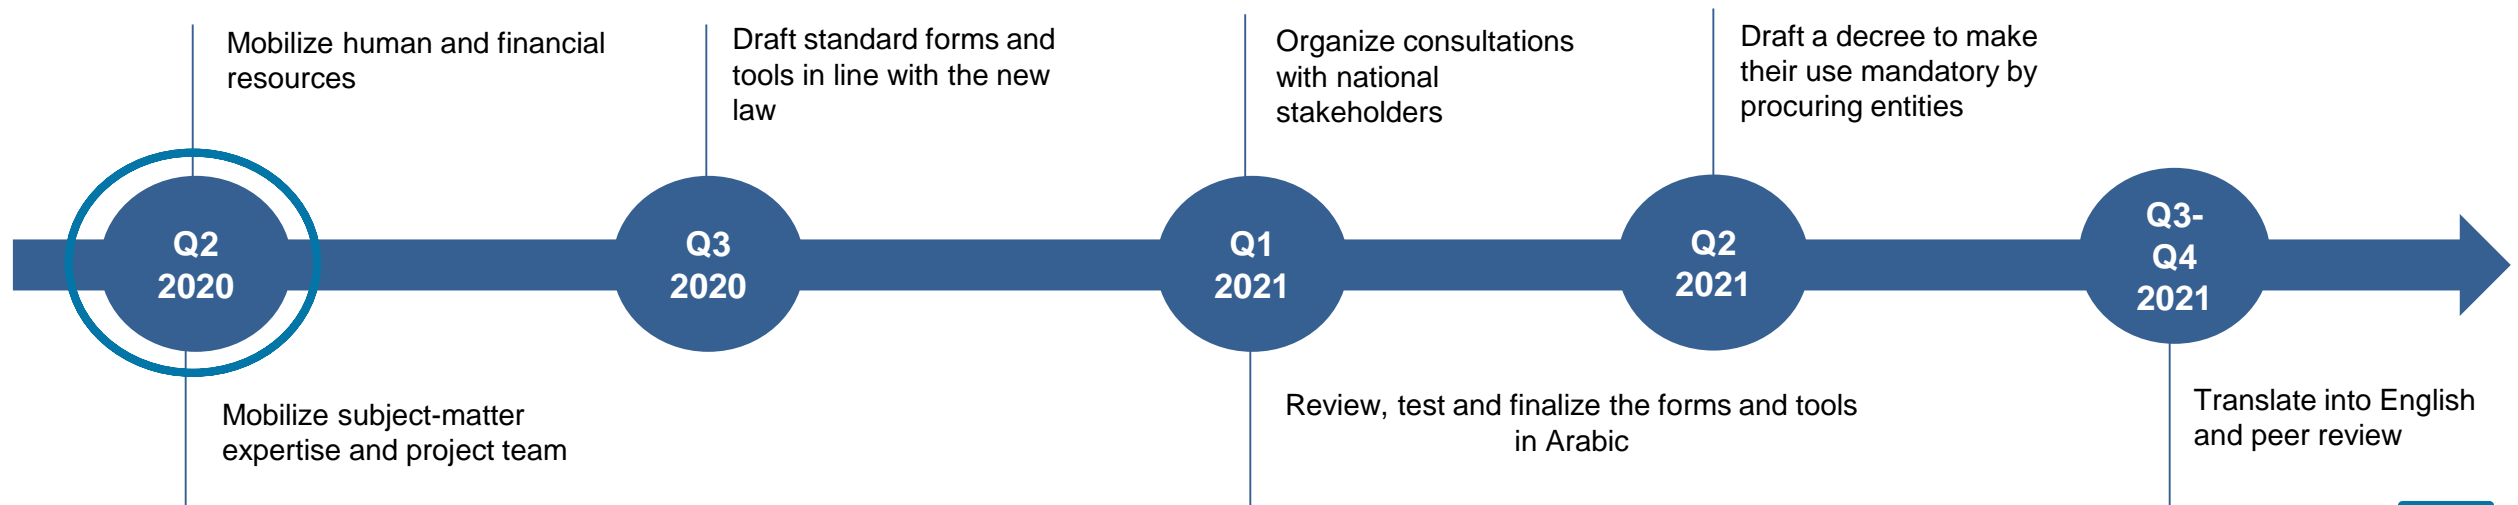 Mobilize human and financial
resources
Draft standard forms and
tools in line with the new
law
Organize consultations
with national
stakeholders
Draft a decree to make
their use mandatory by
procuring entities
Q2
2020
Q3
2020
Q1
2021
Q2
2021
Q3-
Q4
2021
Mobilize subject-matter
expertise and project team
Review, test and finalize the forms and tools
in Arabic
Translate into English
and peer review